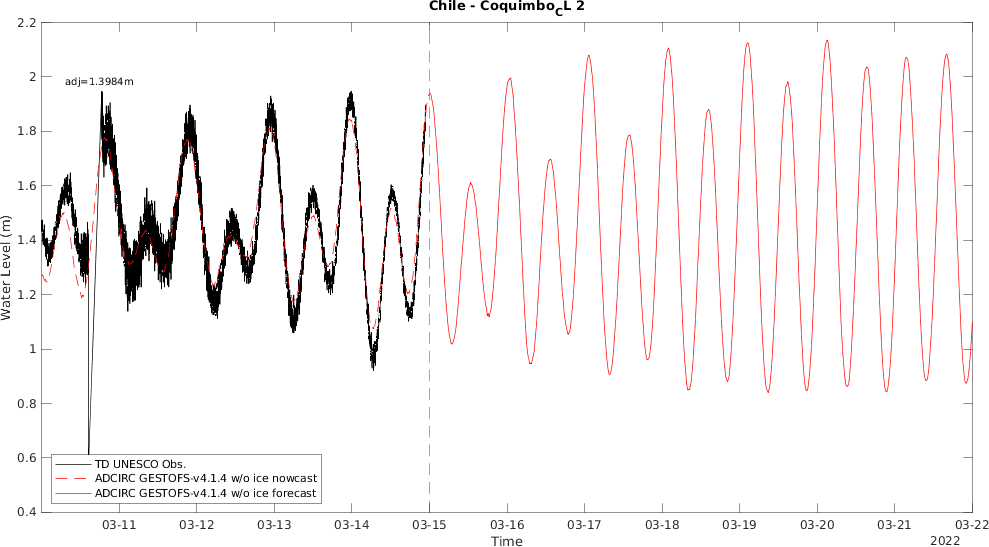 Chile - Coquimbo_CL 2
2.2
2
1.8
1.6
1.4
1.2
1
0.8
0.6
0.4
Water Level (m)
adj=1.3984m
TD UNESCO Obs.
ADCIRC GESTOFS-v4.1.4 w/o ice nowcast
ADCIRC GESTOFS-v4.1.4 w/o ice forecast
03-11 03-12 03-13 03-14 03-15 03-16 03-17 03-18 03-19 03-20 03-21 03-22
Time
2022